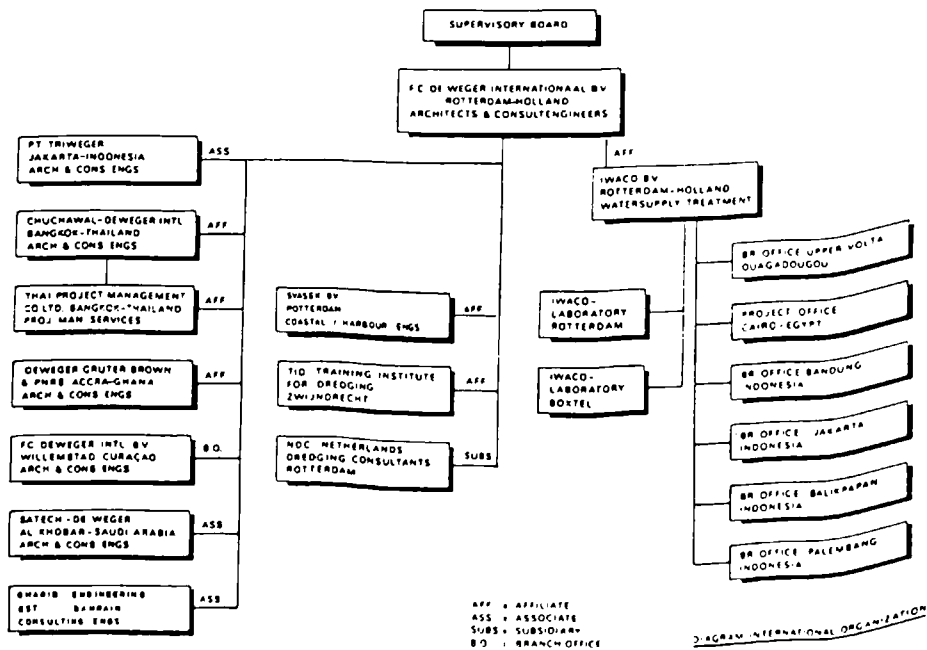 SUPERVISORY BOARD
FC DE WEGER INTERNATIONAAL BV
ROTTERDAM-HOLLAND
ARCHITECTS & CONSULTENGINEERS
PT TRIWEGER
JAKARTA-INDONESIA
ARCH & CONS ENGS
ASS
CHUCHAWAL-DEWEGER INTL
BANGKOK-THAILAND
ARCH & CONS ENGS
AFF
THAI PROJECT MANAGEMENT
CO LTD. BANGKOK-THAILAND
PROJ MAN SERVICES
AFF
DEWEGER GRUTER BROWN
& PNRS ACCRA-GHANA
ARCH & CONS ENGS
AFF
FC DEWEGER INTL BV
WILLEMSTAD CURAÇAO
ARCH & CONS ENGS
B.O.
SATECH-DE WEGER
AL KHOBAR-SAUDI ARABIA
ARCH & CONS ENGS
ASS
GHARIB ENGINEERING
EST BAHRAIN
CONSULTING ENGS
ASS
SVASEK BV
ROTTERDAM
COASTAL / HARBOUR ENGS
AFF
TID TRAINING INSTITUTE
FOR DREDGING
ZWIJNDRECHT
AFF
NDC NETHERLANDS
DREDGING CONSULTANTS
ROTTERDAM
SUBS
AFF
IWACO BV
ROTTERDAM-HOLLAND
WATERSUPPLY TREATMENT
IWACO-
LABORATORY
ROTTERDAM
IWACO-
LABORATORY
BOXTEL
BR OFFICE UPPER VOLTA
OUAGADOUGOU
PROJECT OFFICE
CAIRO-EGYPT
BR OFFICE BANDUNG
INDONESIA
BR OFFICE JAKARTA
INDONESIA
BR OFFICE BALIKPAPAN
INDONESIA
BR OFFICE PALEMBANG
INDONESIA
AFF = AFFILIATE
ASS = ASSOCIATE
SUBS = SUBSIDIARY
B.O. = BRANCH OFFICE
DIAGRAM INTERNATIONAL ORGANIZATION